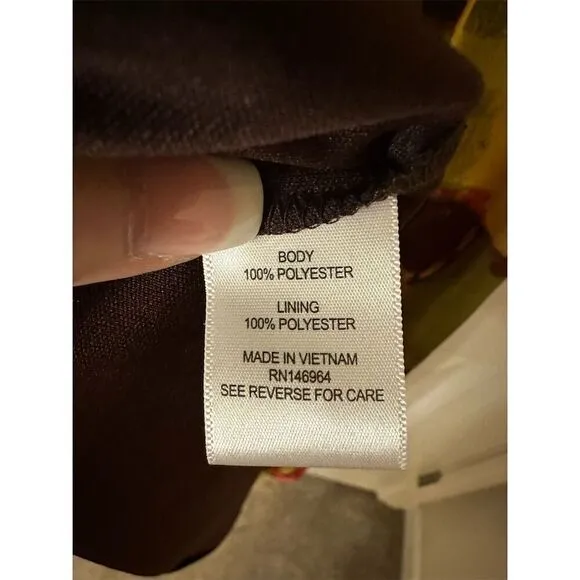 BODY
100% POLYESTER
LINING
100% POLYESTER
MADE IN VIETNAM
RN146964
SEE REVERSE FOR CARE